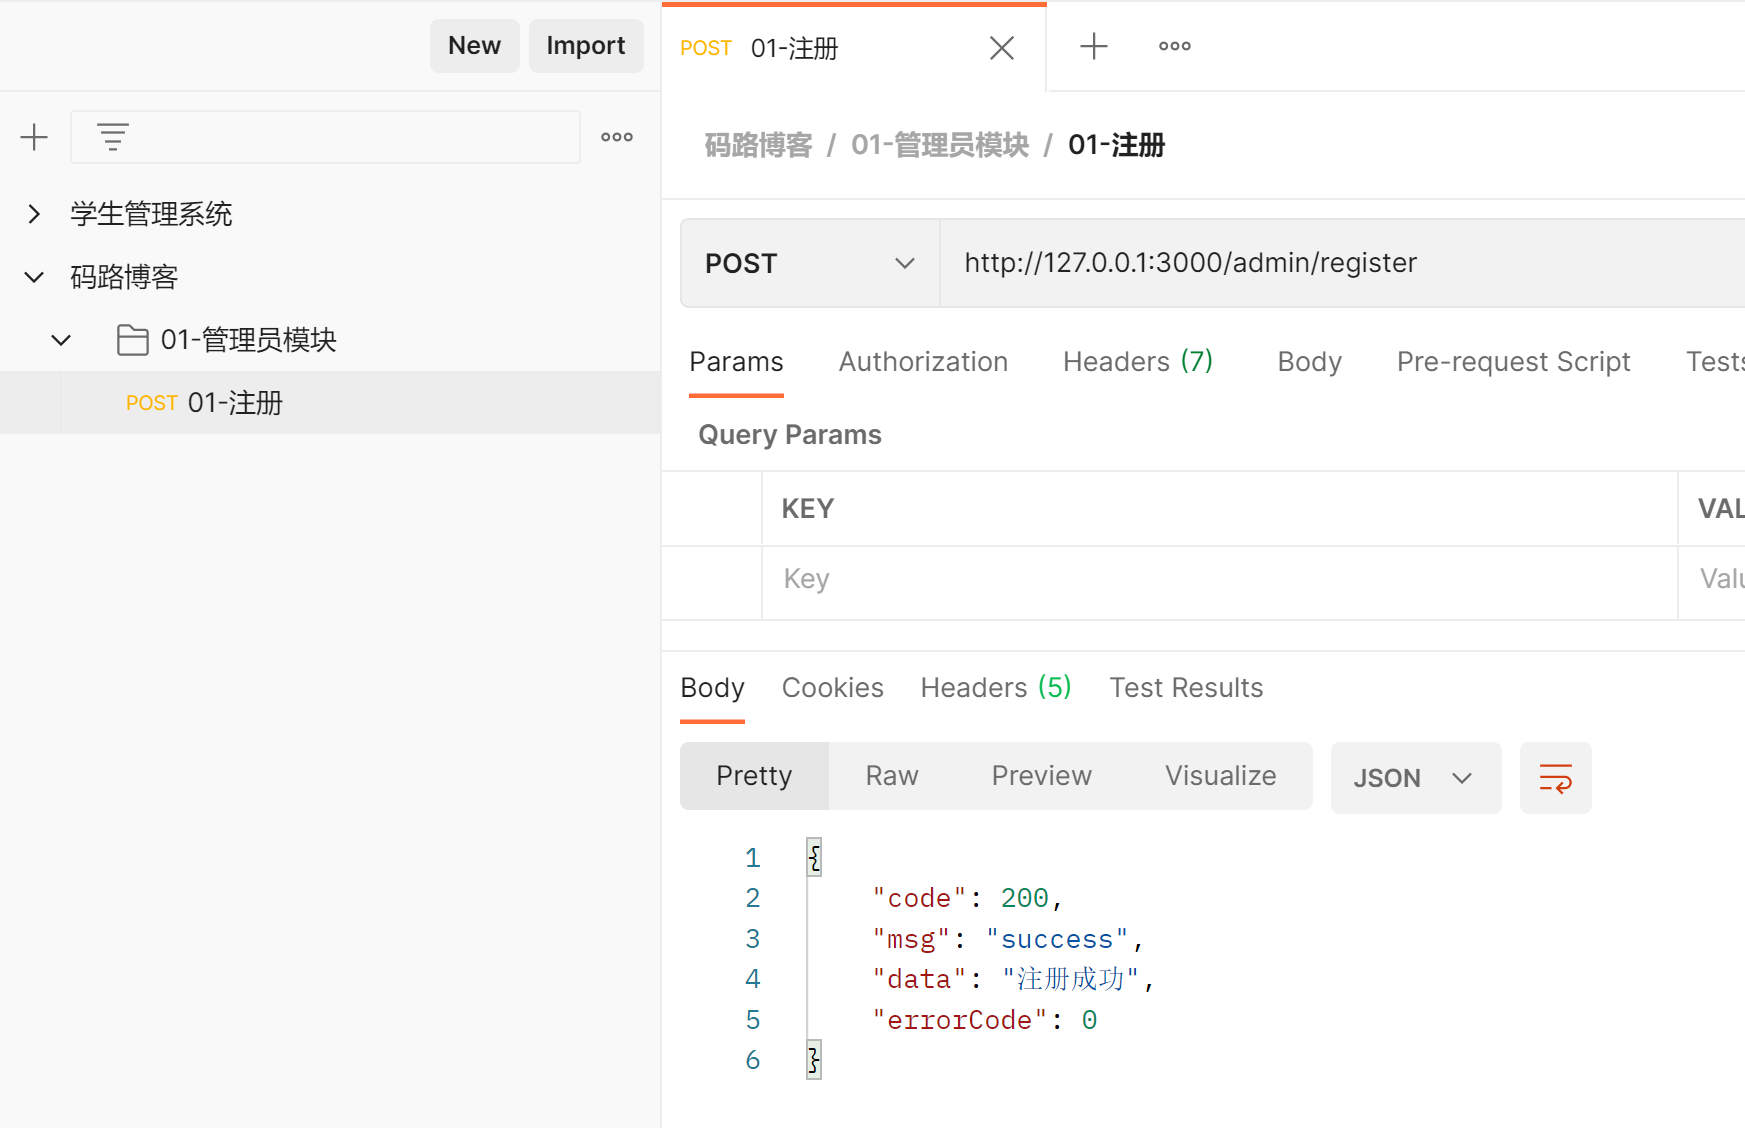 New Import
学生管理系统
码路博客
01-管理员模块
POST 01-注册
POST 01-注册
码路博客 / 01-管理员模块 / 01-注册
POST http://127.0.0.1:3000/admin/register
Params Authorization Headers (7) Body Pre-request Script Tests
Query Params
KEY VAL
Key Valu
Body Cookies Headers (5) Test Results
Pretty Raw Preview Visualize JSON
1 {
2 "code": 200,
3 "msg": "success",
4 "data": "注册成功",
5 "errorCode": 0
6 }